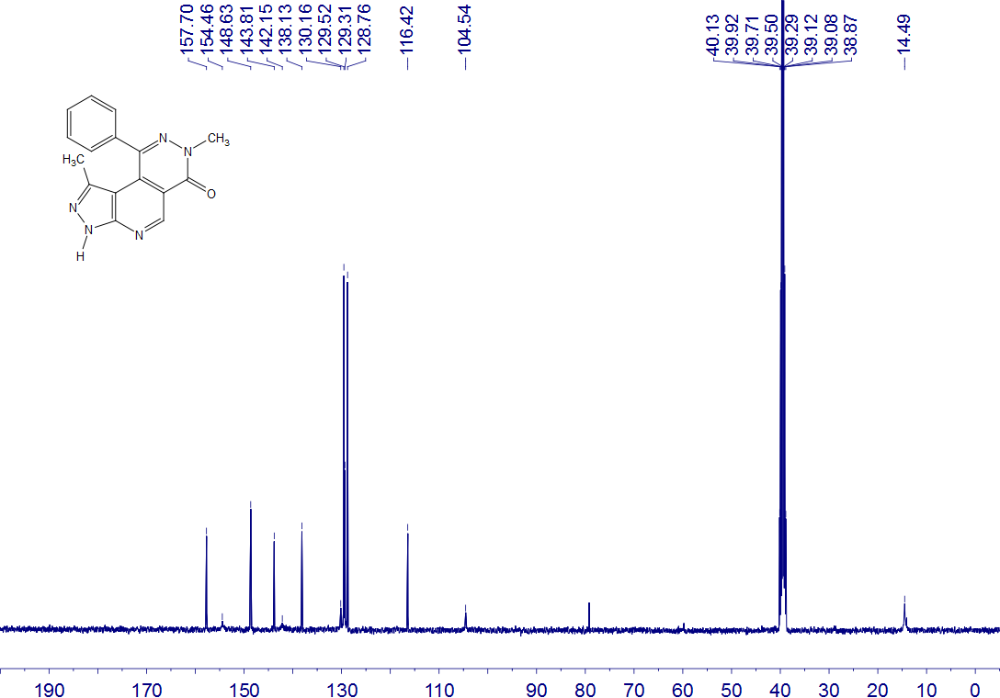 157.70
154.46
148.63
143.81
142.15
138.13
130.16
129.52
129.31
128.76
116.42
104.54
40.13
39.92
39.71
39.50
39.29
39.12
39.08
38.87
14.49
N
CH3
N
H3C
O
N
N
N
H
190 170 150 130 110 90 80 70 60 50 40 30 20 10 0